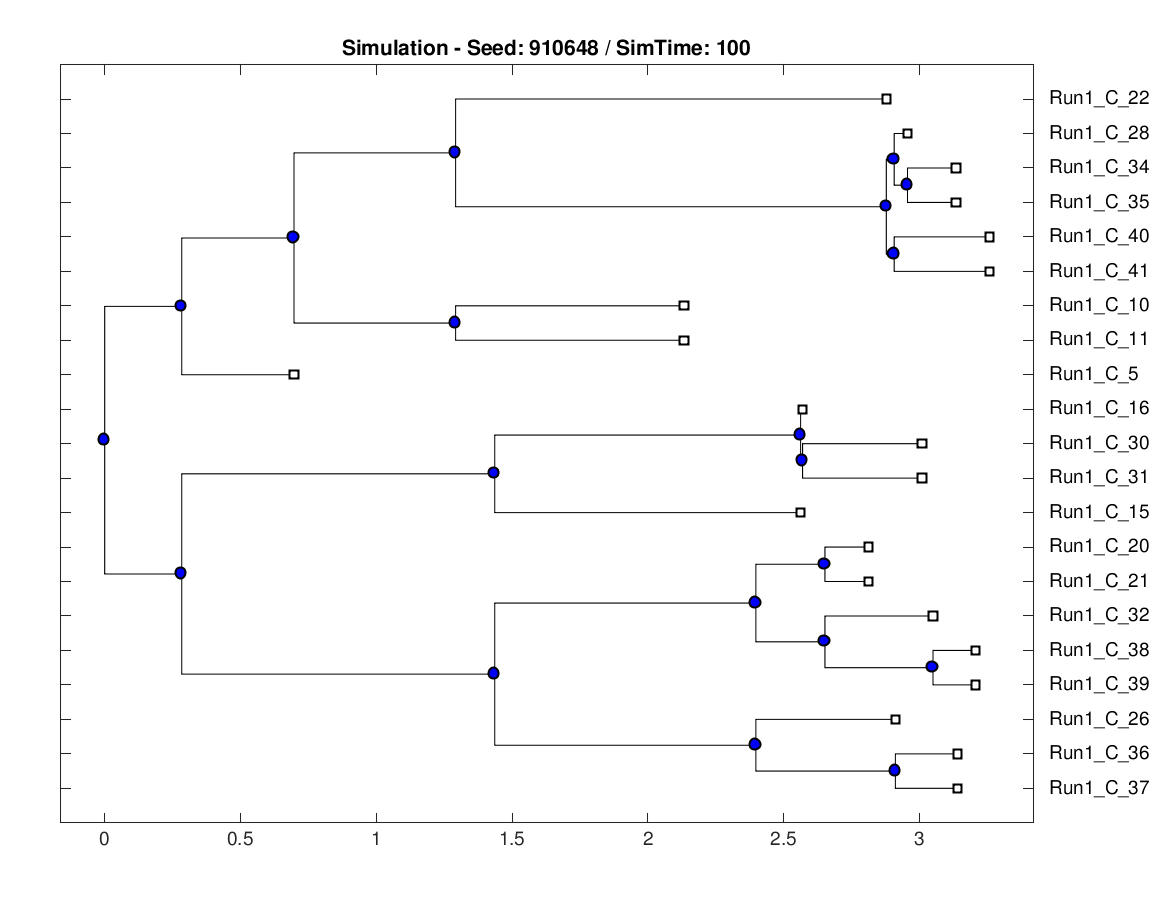 Simulation - Seed: 910648 / SimTime: 100
Run1_C_22
Run1_C_28
Run1_C_34
Run1_C_35
Run1_C_40
Run1_C_41
Run1_C_10
Run1_C_11
Run1_C_5
Run1_C_16
Run1_C_30
Run1_C_31
Run1_C_15
Run1_C_20
Run1_C_21
Run1_C_32
Run1_C_38
Run1_C_39
Run1_C_26
Run1_C_36
Run1_C_37
0 0.5 1 1.5 2 2.5 3